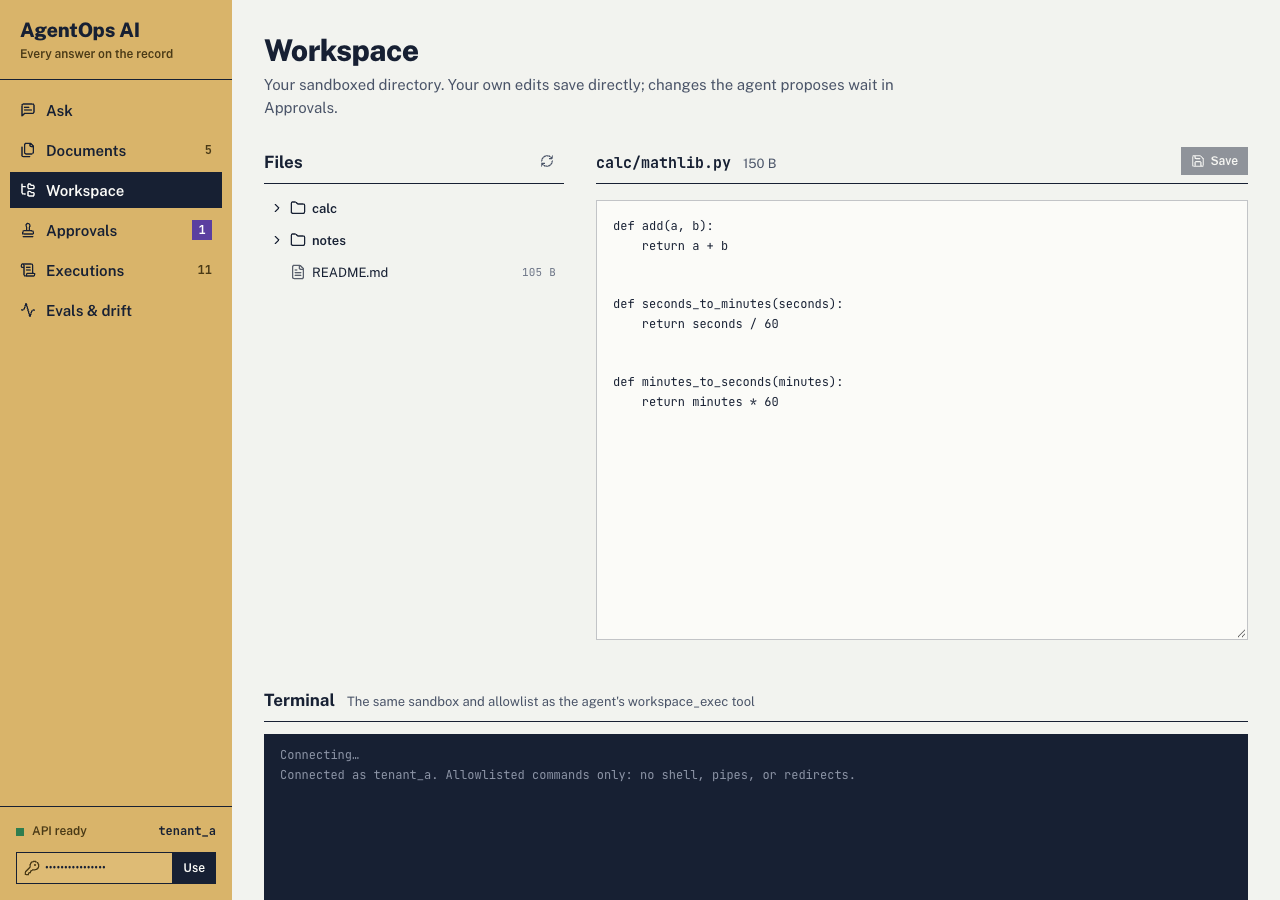 AgentOps AI
Every answer on the record
Ask
Documents 5
Workspace
Approvals 1
Executions 11
Evals & drift
API ready tenant_a
Use
Workspace
Your sandboxed directory. Your own edits save directly; changes the agent proposes wait in
Approvals.
Files
calc
notes
README.md 105 B
calc/mathlib.py 150 B
Save
def add(a, b):
    return a + b
def seconds_to_minutes(seconds):
    return seconds / 60
def minutes_to_seconds(minutes):
    return minutes * 60
Terminal The same sandbox and allowlist as the agent's workspace_exec tool
Connecting…
Connected as tenant_a. Allowlisted commands only: no shell, pipes, or redirects.